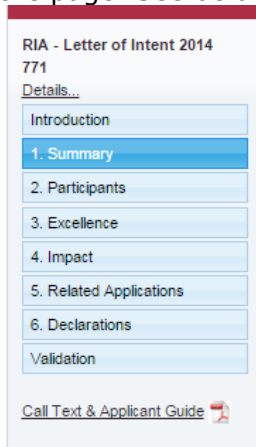 RIA - Letter of Intent 2014
771
Details...
Introduction
1. Summary
2. Participants
3. Excellence
4. Impact
5. Related Applications
6. Declarations
Validation
Call Text & Applicant Guide